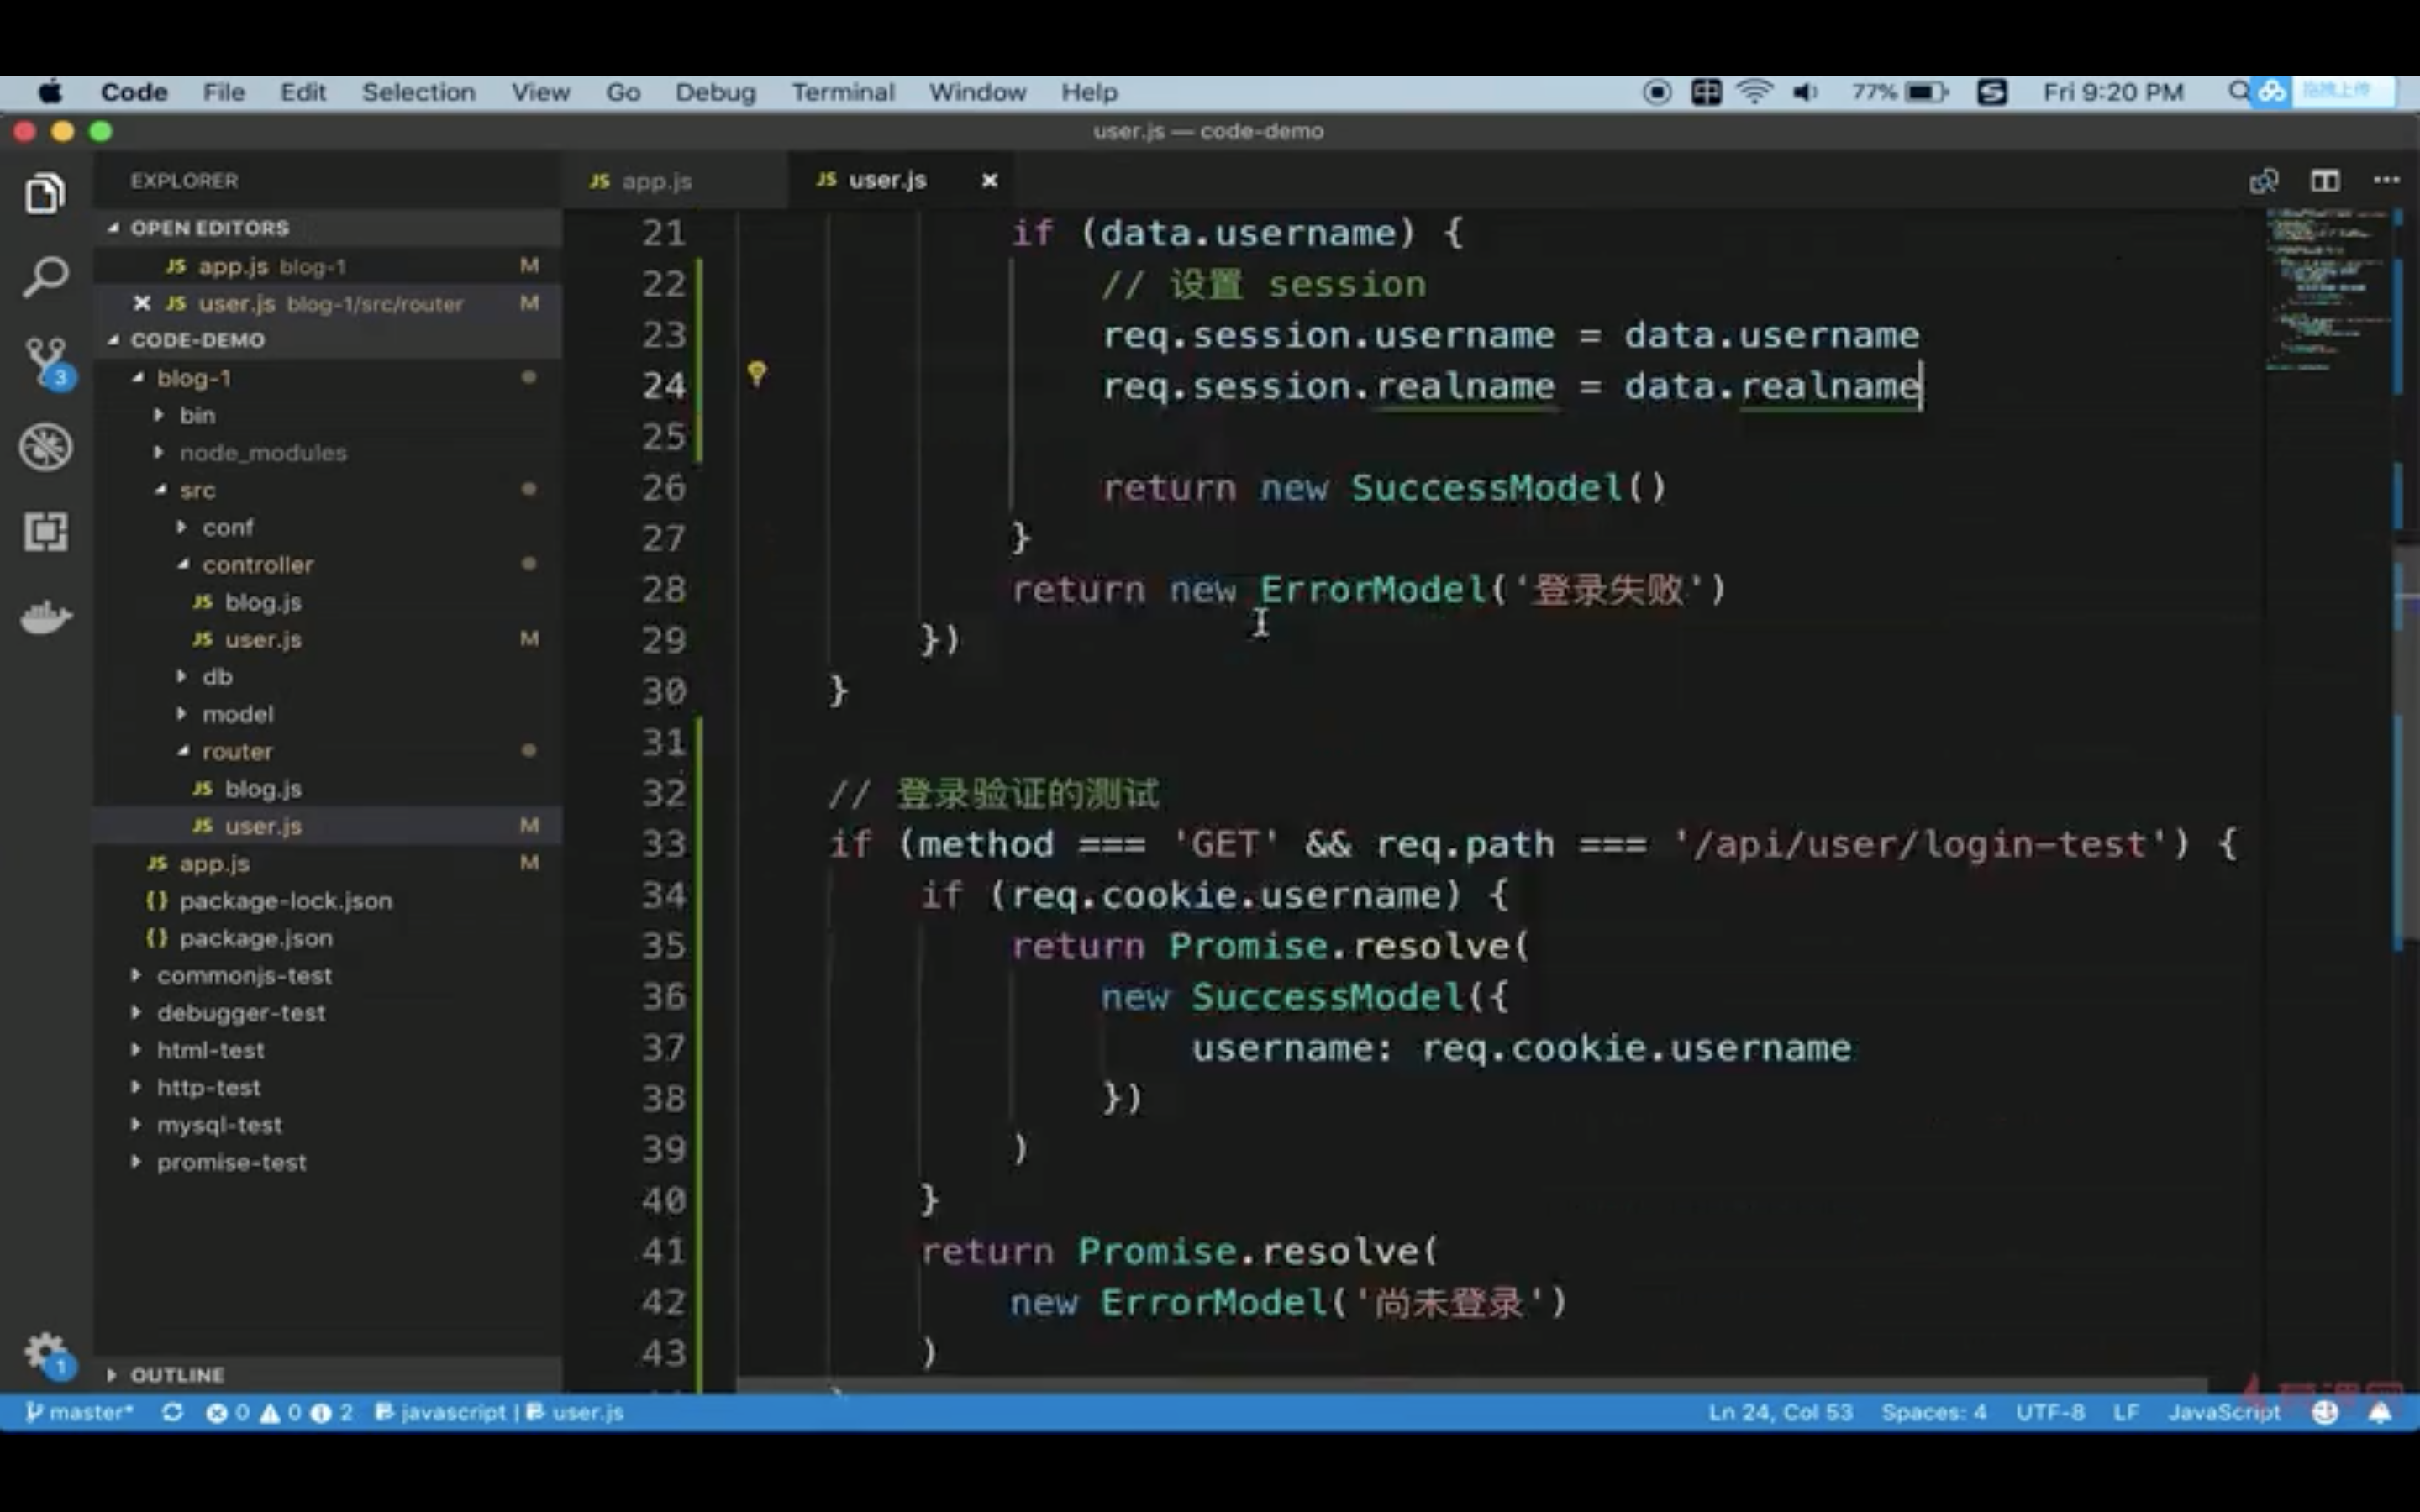 Code File Edit Selection View Go Debug Terminal Window Help 中 77% S Fri 9:20 PM 拖拽上传
user.js — code-demo
EXPLORER
JS app.js
JS user.js ×
OPEN EDITORS
JS app.js blog-1 M
× JS user.js blog-1/src/router M
CODE-DEMO
blog-1
bin
node_modules
src
conf
controller
JS blog.js
JS user.js M
db
model
router
JS blog.js
JS user.js M
JS app.js M
{} package-lock.json
{} package.json
commonjs-test
debugger-test
html-test
http-test
mysql-test
promise-test
OUTLINE
3
1
21 if (data.username) {
22 // 设置 session
23 req.session.username = data.username
24 req.session.realname = data.realname
25
26 return new SuccessModel()
27 }
28 return new ErrorModel('登录失败')
29 })
30 }
31
32 // 登录验证的测试
33 if (method === 'GET' && req.path === '/api/user/login-test') {
34 if (req.cookie.username) {
35 return Promise.resolve(
36 new SuccessModel({
37 username: req.cookie.username
38 })
39 )
40 }
41 return Promise.resolve(
42 new ErrorModel('尚未登录')
43 )
master* 0 0 2 javascript | user.js Ln 24, Col 53 Spaces: 4 UTF-8 LF JavaScript